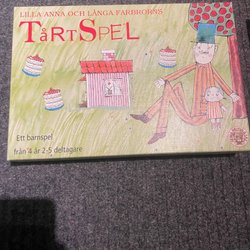 LILLA ANNA OCH LÅNGA FARBRORNS
TåRTSPEL
Ett barnspel
från 4 år 2-5 deltagare